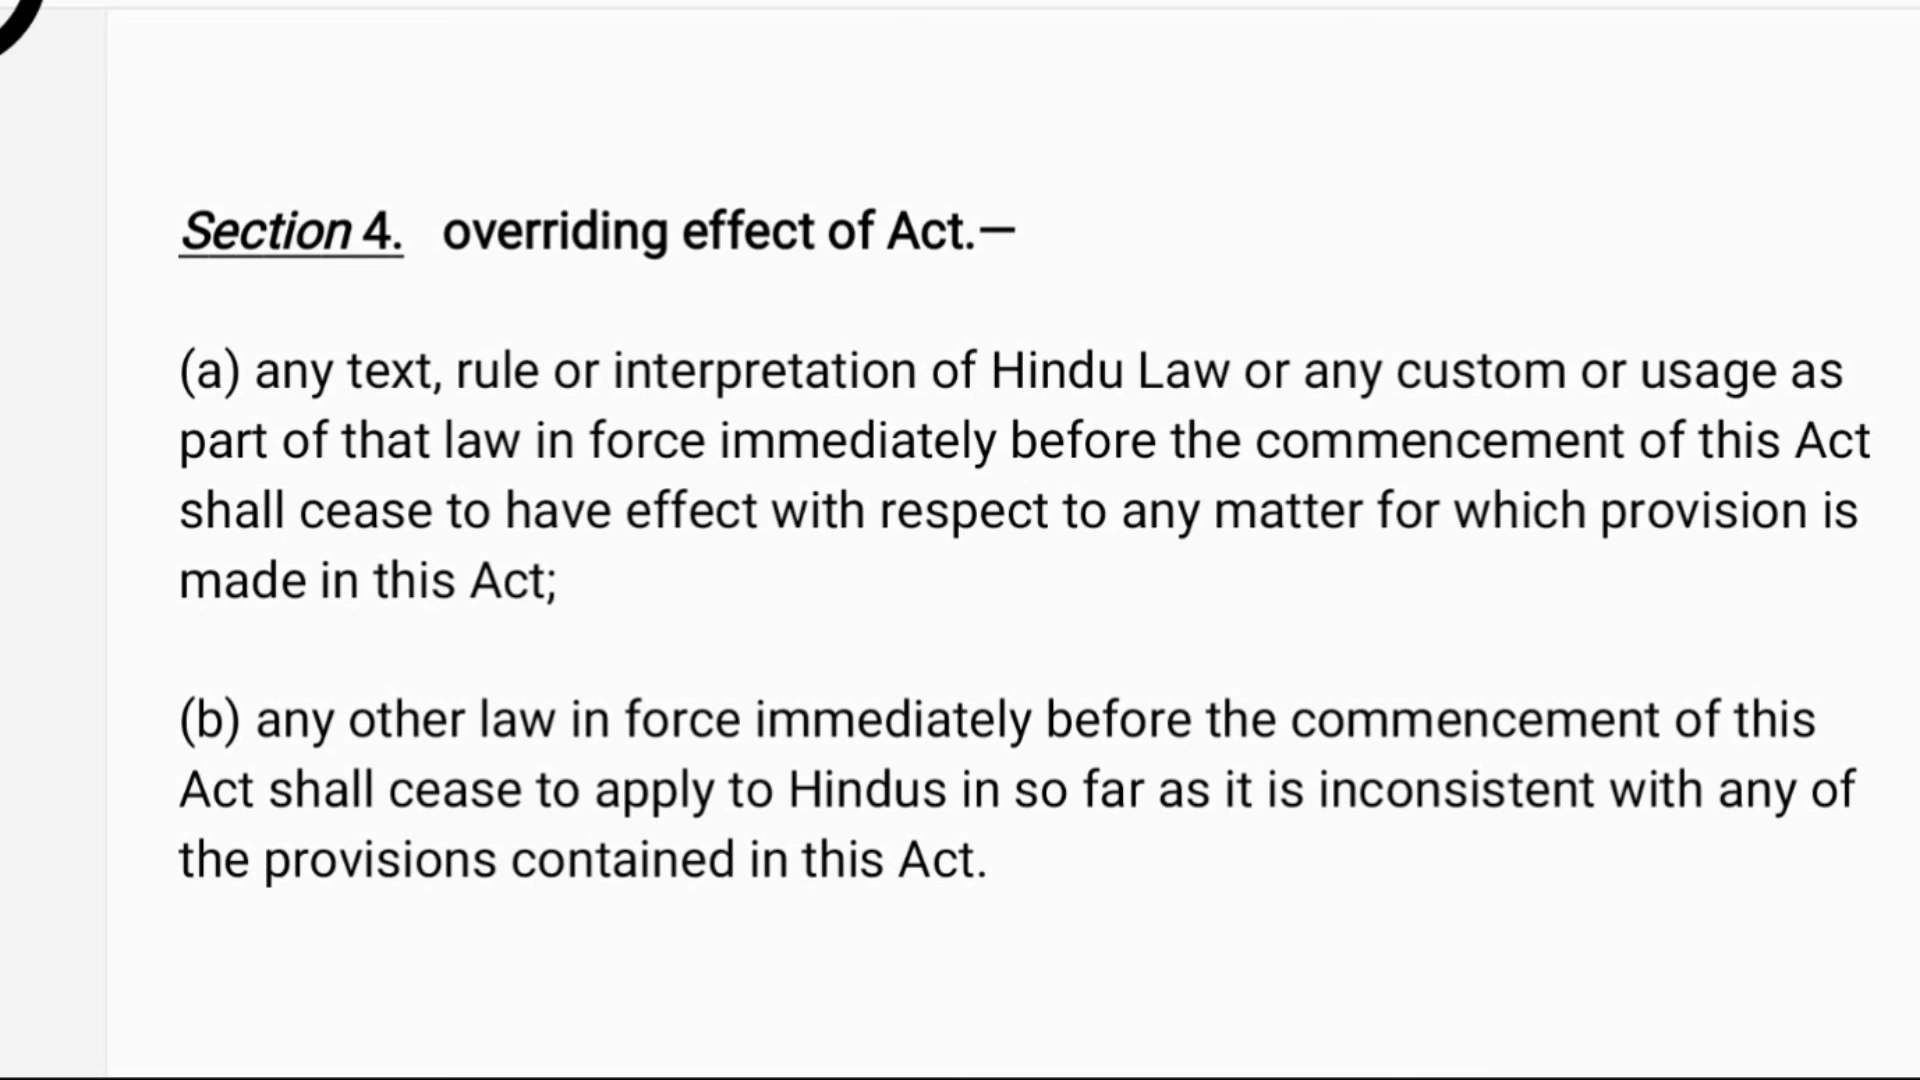 Section 4. overriding effect of Act.—
(a) any text, rule or interpretation of Hindu Law or any custom or usage as
part of that law in force immediately before the commencement of this Act
shall cease to have effect with respect to any matter for which provision is
made in this Act;
(b) any other law in force immediately before the commencement of this
Act shall cease to apply to Hindus in so far as it is inconsistent with any of
the provisions contained in this Act.